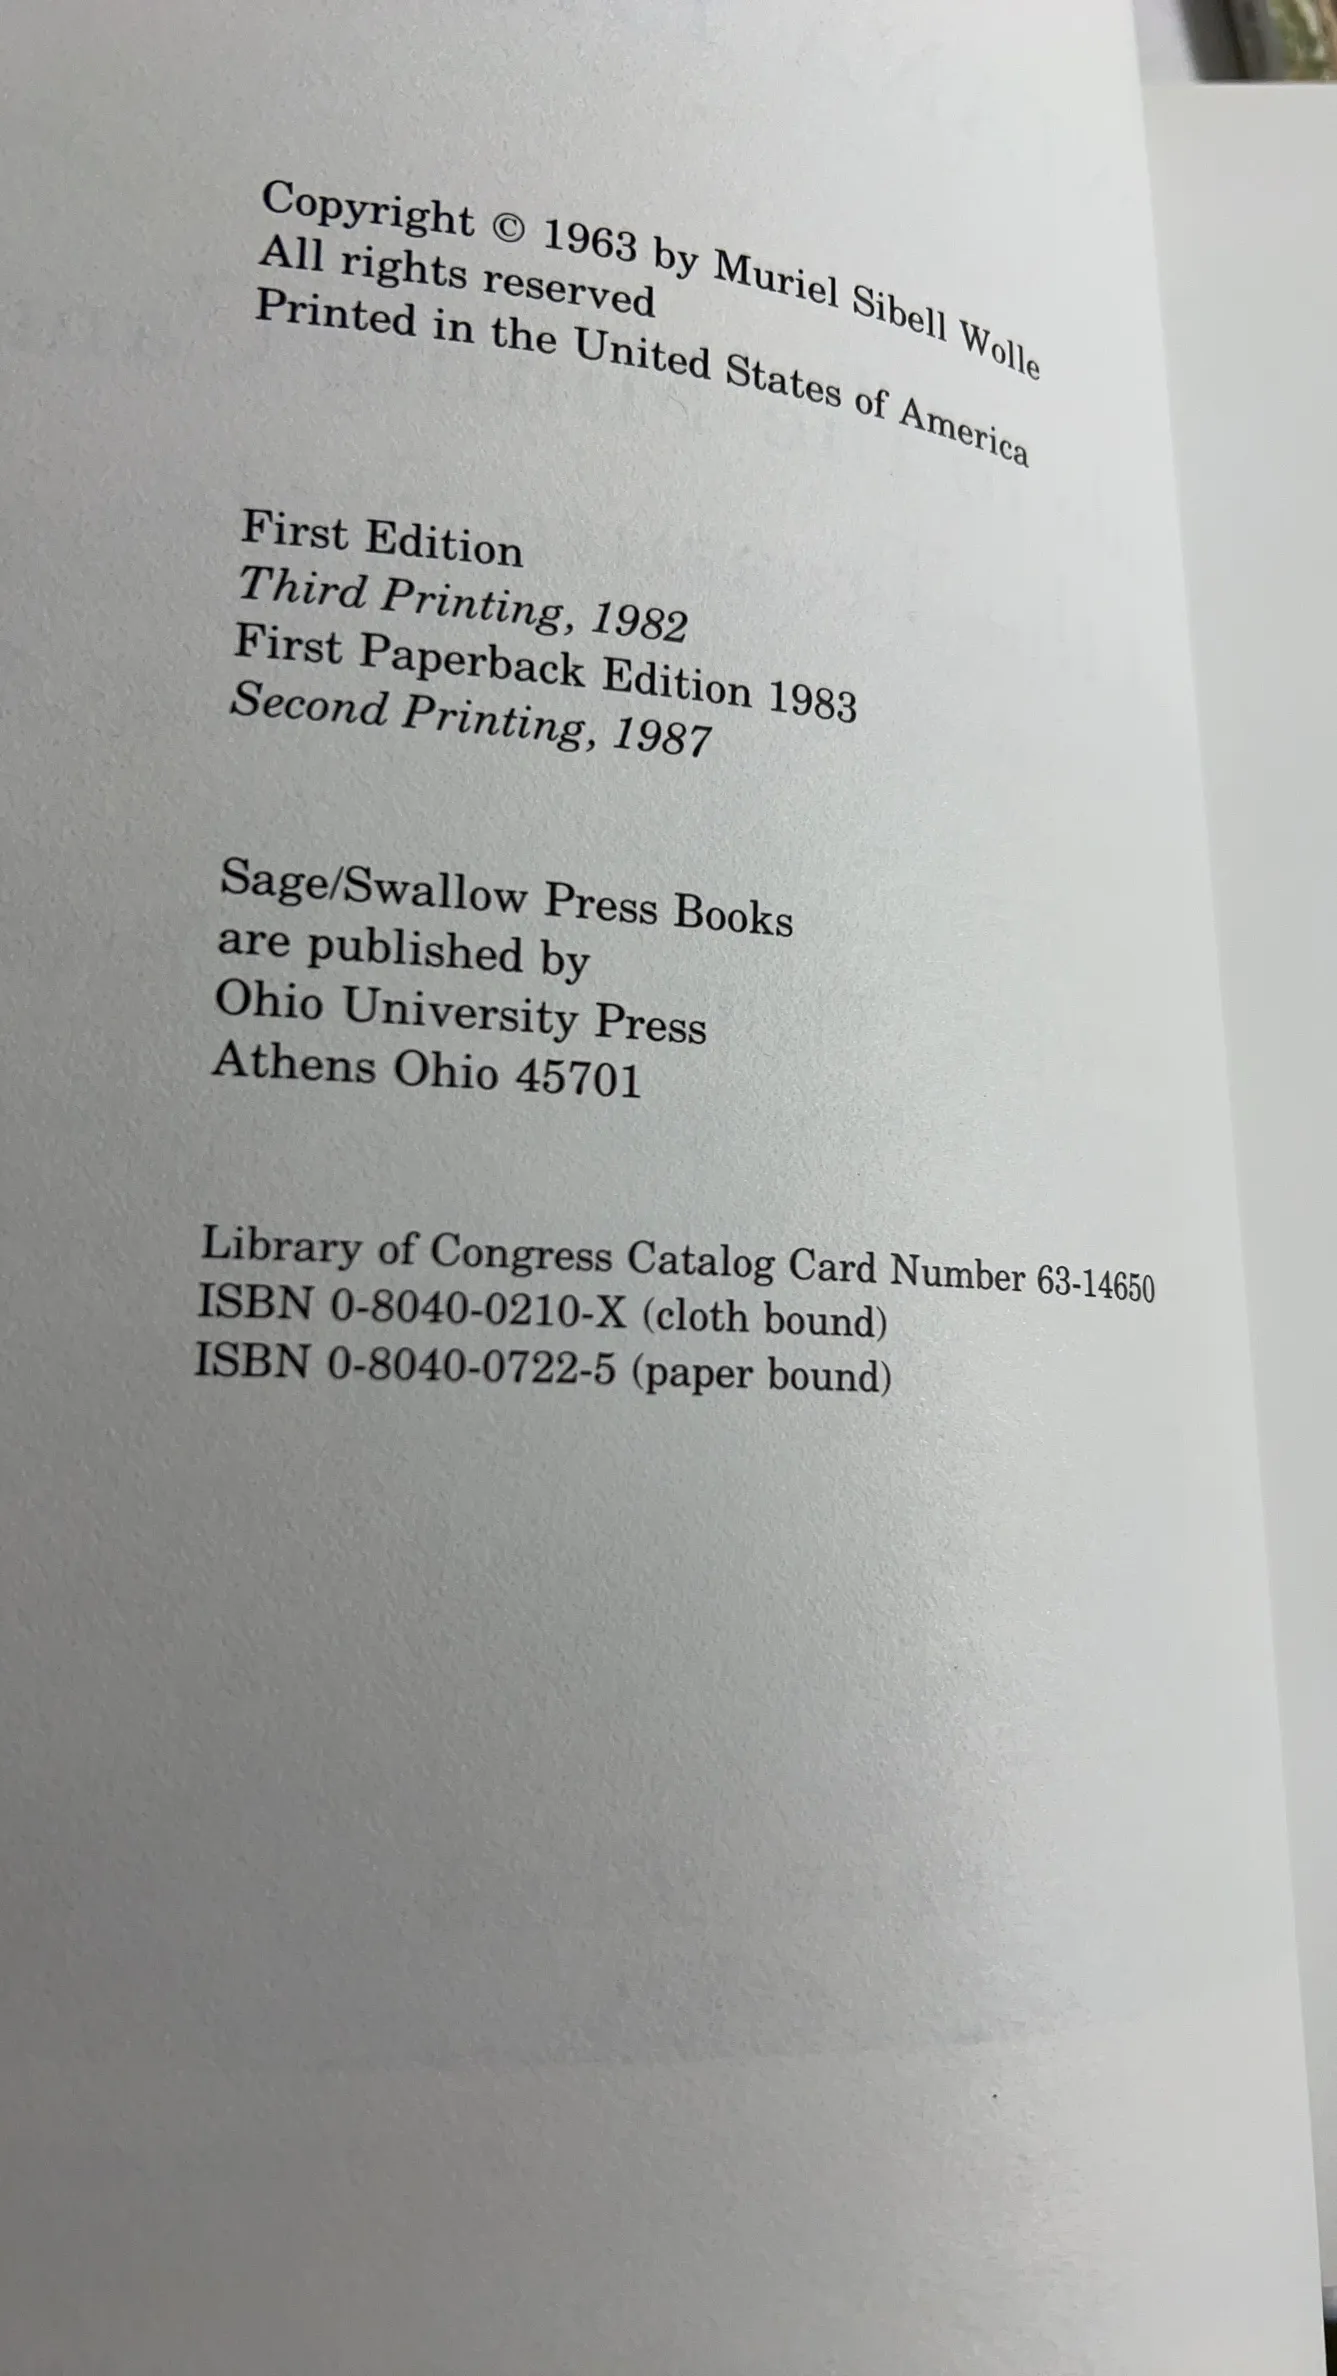 Copyright © 1963 by Muriel Sibell Wolle
All rights reserved
Printed in the United States of America
First Edition
Third Printing, 1982
First Paperback Edition 1983
Second Printing, 1987
Sage/Swallow Press Books
are published by
Ohio University Press
Athens Ohio 45701
Library of Congress Catalog Card Number 63-14650
ISBN 0-8040-0210-X (cloth bound)
ISBN 0-8040-0722-5 (paper bound)